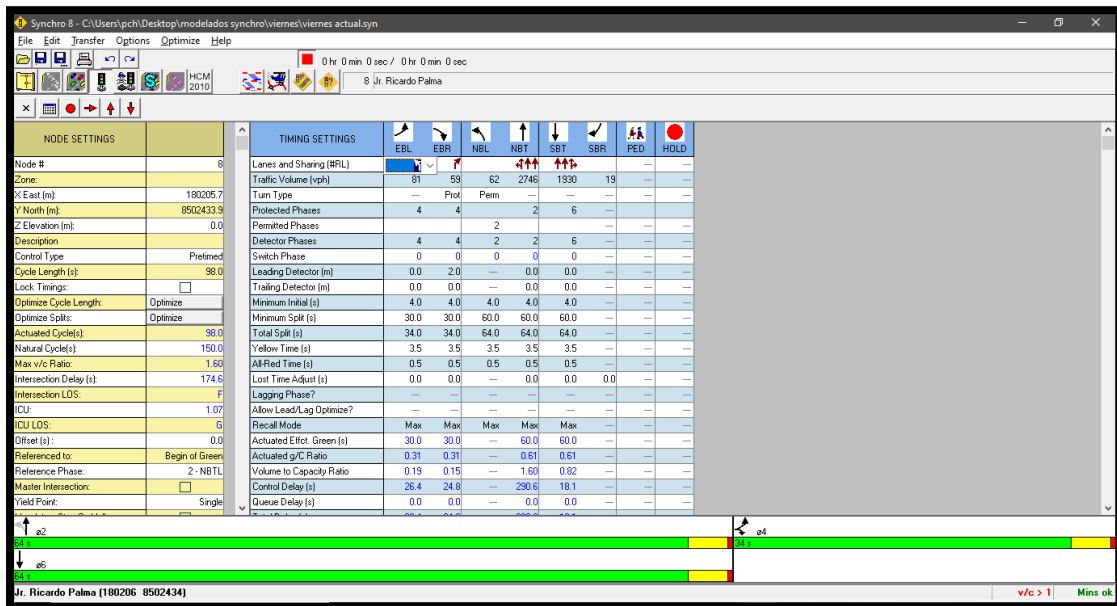 Synchro 8 - C:\Users\pch\Desktop\modelados synchro\viernes\viernes actual.syn
File Edit Transfer Options Optimize Help
0 hr 0 min 0 sec / 0 hr 0 min 0 sec
HCM 2010 8 Jr. Ricardo Palma
NODE SETTINGS
Node # 8
Zone:
X East (m): 180205.7
Y North (m): 8502433.9
Z Elevation (m): 0.0
Description
Control Type Pretimed
Cycle Length (s): 98.0
Lock Timings:
Optimize Cycle Length: Optimize
Optimize Splits: Optimize
Actuated Cycle(s): 98.0
Natural Cycle(s): 150.0
Max v/c Ratio: 1.60
Intersection Delay (s): 174.6
Intersection LOS: F
ICU: 1.07
ICU LOS: G
Offset (s) : 0.0
Referenced to: Begin of Green
Reference Phase: 2 - NBTL
Master Intersection:
Yield Point: Single
TIMING SETTINGS EBL EBR NBL NBT SBT SBR PED HOLD
Lanes and Sharing (#RL) — —
Traffic Volume (vph) 81 59 62 2746 1930 19 — —
Turn Type — Prot Perm — — — — —
Protected Phases 4 4 2 6 — — —
Permitted Phases 2 — — —
Detector Phases 4 4 2 2 6 — — —
Switch Phase 0 0 0 0 0 — — —
Leading Detector (m) 0.0 2.0 — 0.0 0.0 — — —
Trailing Detector (m) 0.0 0.0 — 0.0 0.0 — — —
Minimum Initial (s) 4.0 4.0 4.0 4.0 4.0 — — —
Minimum Split (s) 30.0 30.0 60.0 60.0 60.0 — — —
Total Split (s) 34.0 34.0 64.0 64.0 64.0 — — —
Yellow Time (s) 3.5 3.5 3.5 3.5 3.5 — — —
All-Red Time (s) 0.5 0.5 0.5 0.5 0.5 — — —
Lost Time Adjust (s) 0.0 0.0 — 0.0 0.0 0.0 — —
Lagging Phase? — — — — — — — —
Allow Lead/Lag Optimize? — — — — — — — —
Recall Mode Max Max Max Max Max — — —
Actuated Effct. Green (s) 30.0 30.0 — 60.0 60.0 — — —
Actuated g/C Ratio 0.31 0.31 — 0.61 0.61 — — —
Volume to Capacity Ratio 0.19 0.15 — 1.60 0.82 — — —
Control Delay (s) 26.4 24.8 — 290.6 18.1 — — —
Queue Delay (s) 0.0 0.0 — 0.0 0.0 — — —
ø2
64 s
ø4
34 s
ø6
64 s
Jr. Ricardo Palma (180206 8502434) v/c > 1 Mins ok